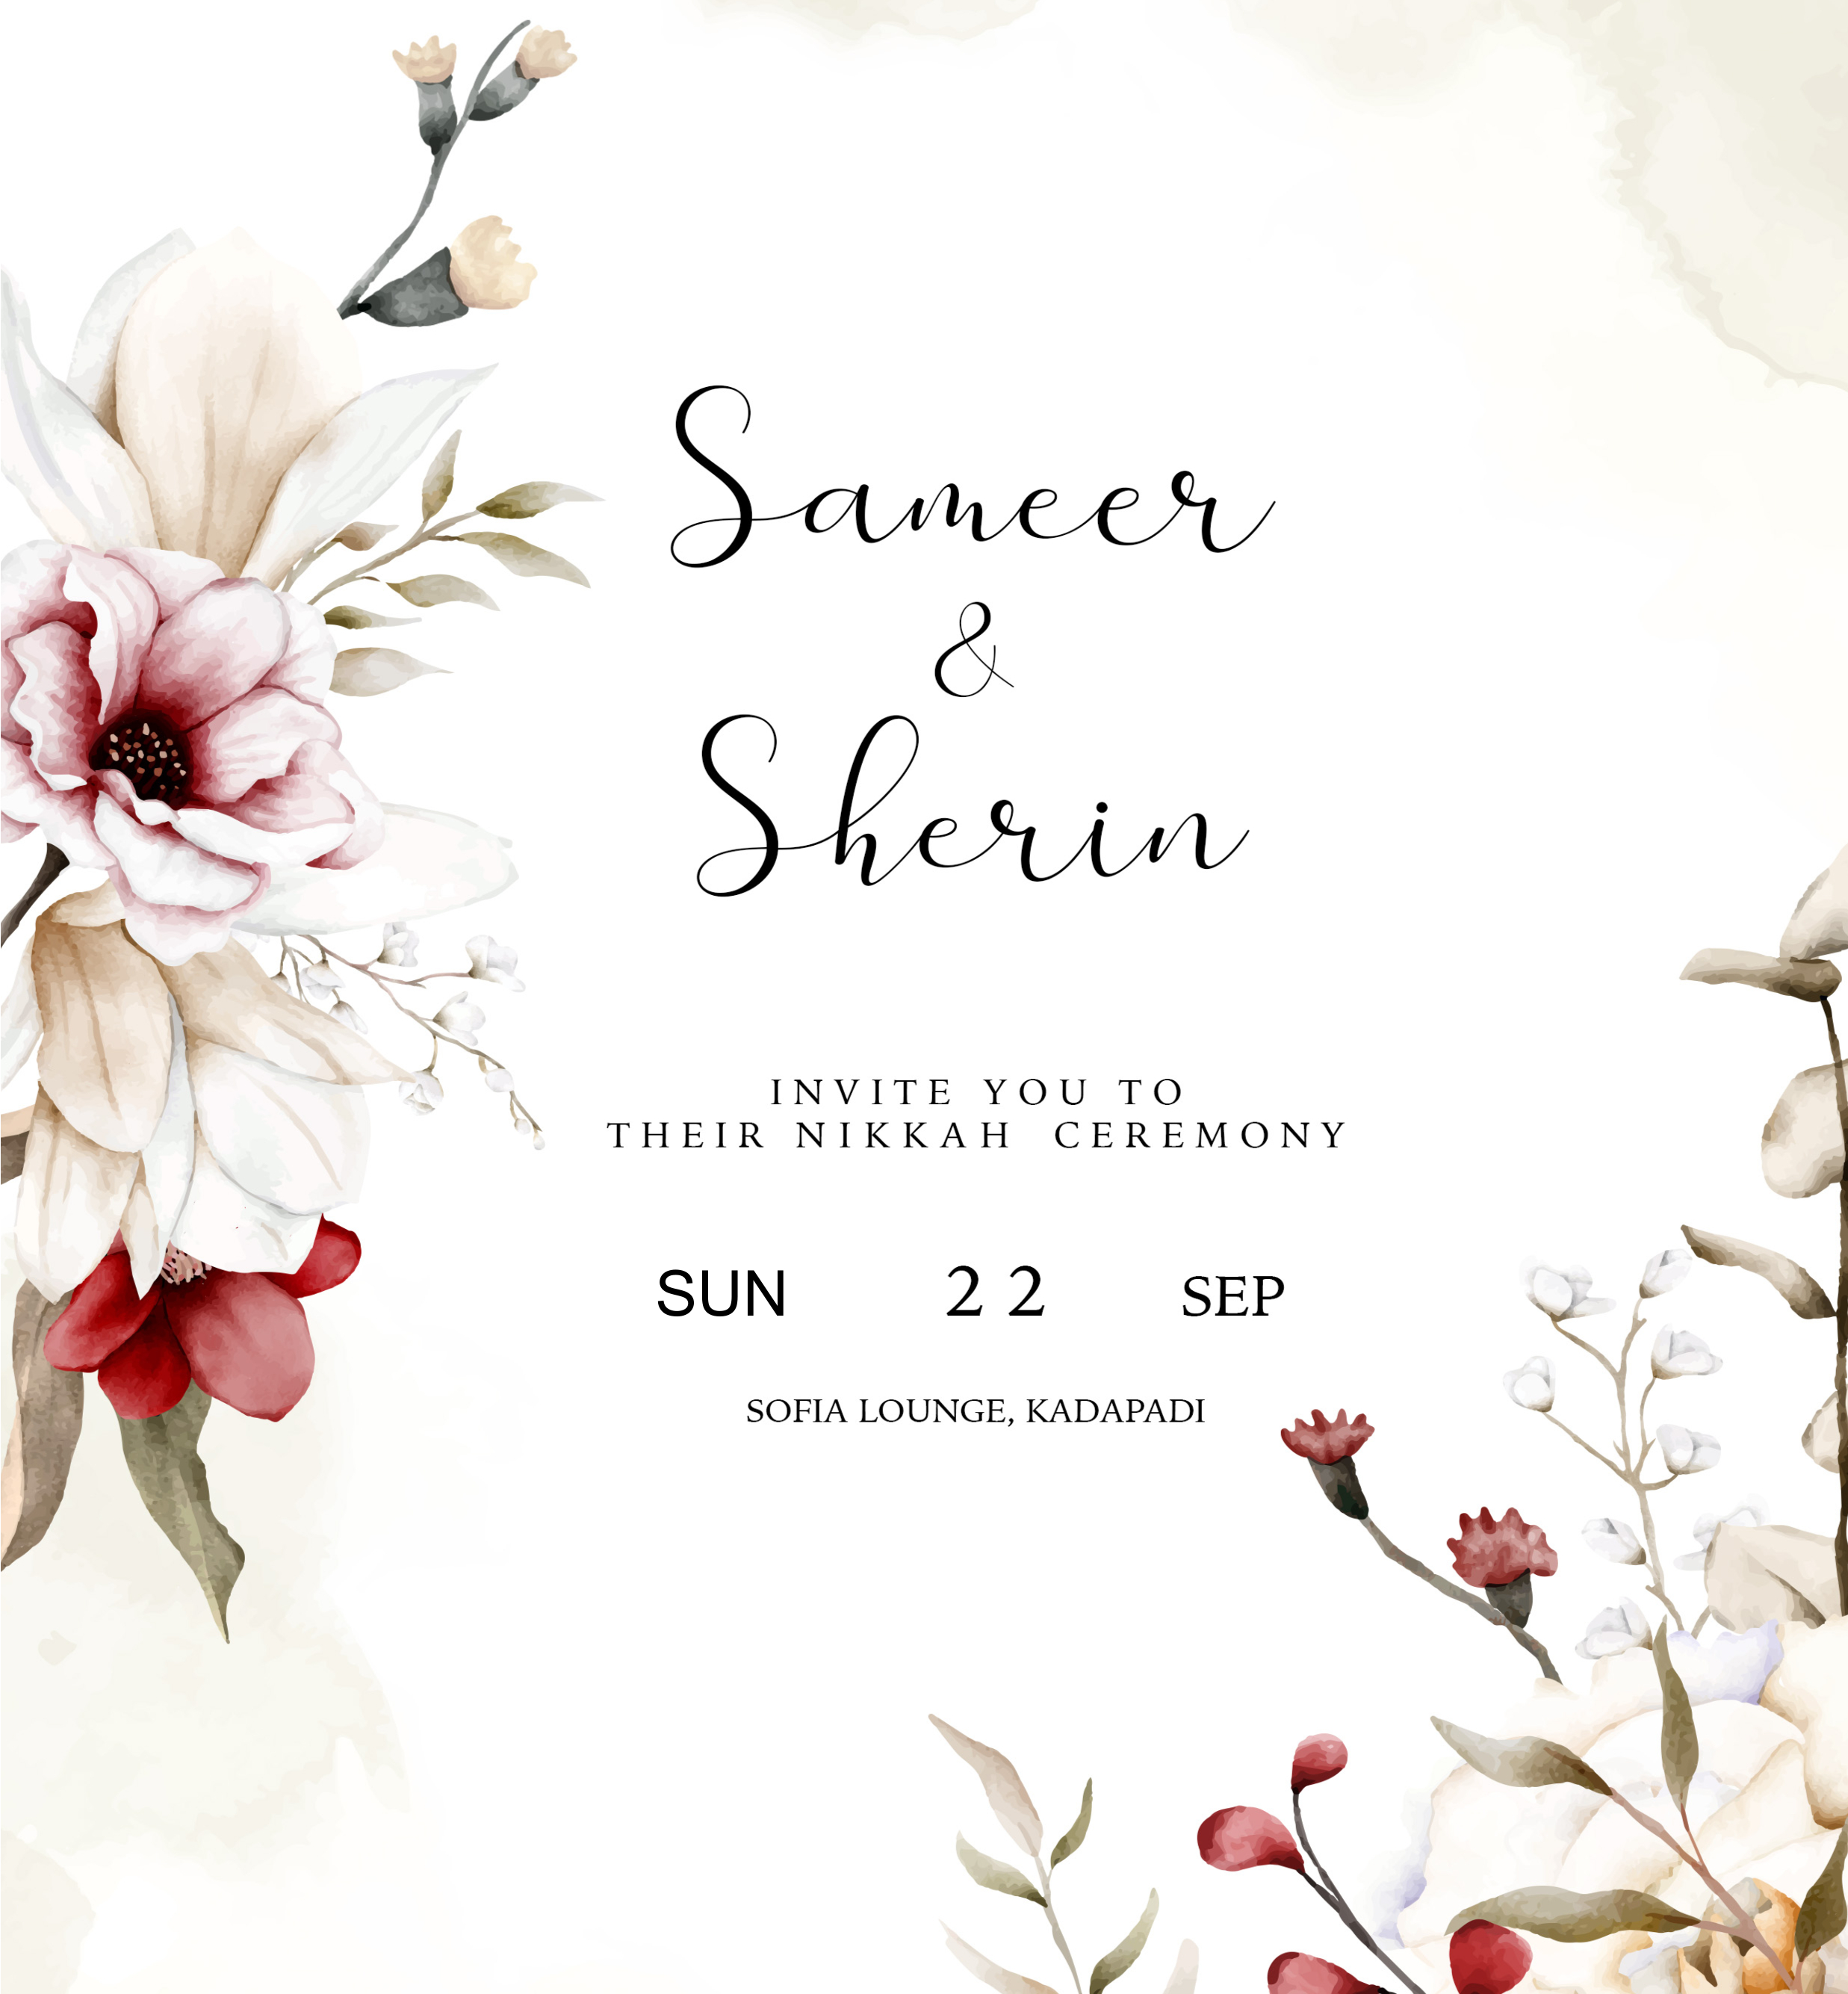 Sameer
&
Sherin
INVITE YOU TO
THEIR NIKKAH CEREMONY
SUN 22 SEP
SOFIA LOUNGE, KADAPADI